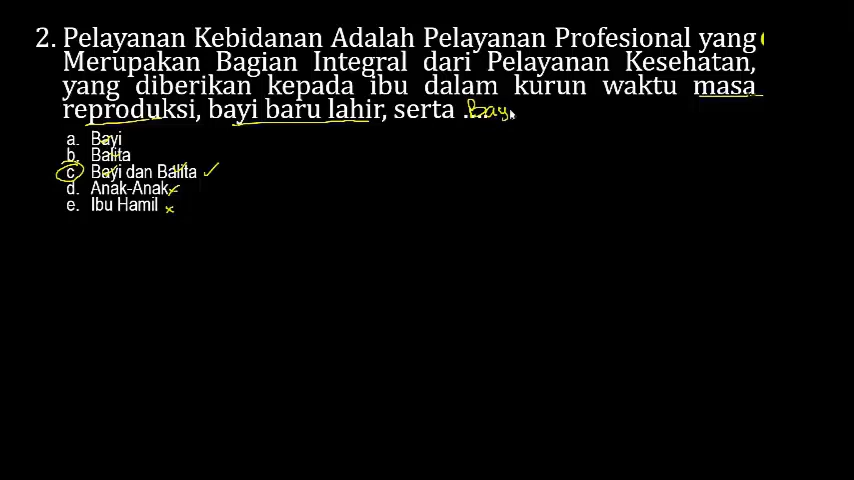 2. Pelayanan Kebidanan Adalah Pelayanan Profesional yang
Merupakan Bagian Integral dari Pelayanan Kesehatan,
yang diberikan kepada ibu dalam kurun waktu masa
reproduksi, bayi baru lahir, serta .... Bay
a. Bayi
b. Balita
c. Bayi dan Balita
d. Anak-Anak
e. Ibu Hamil